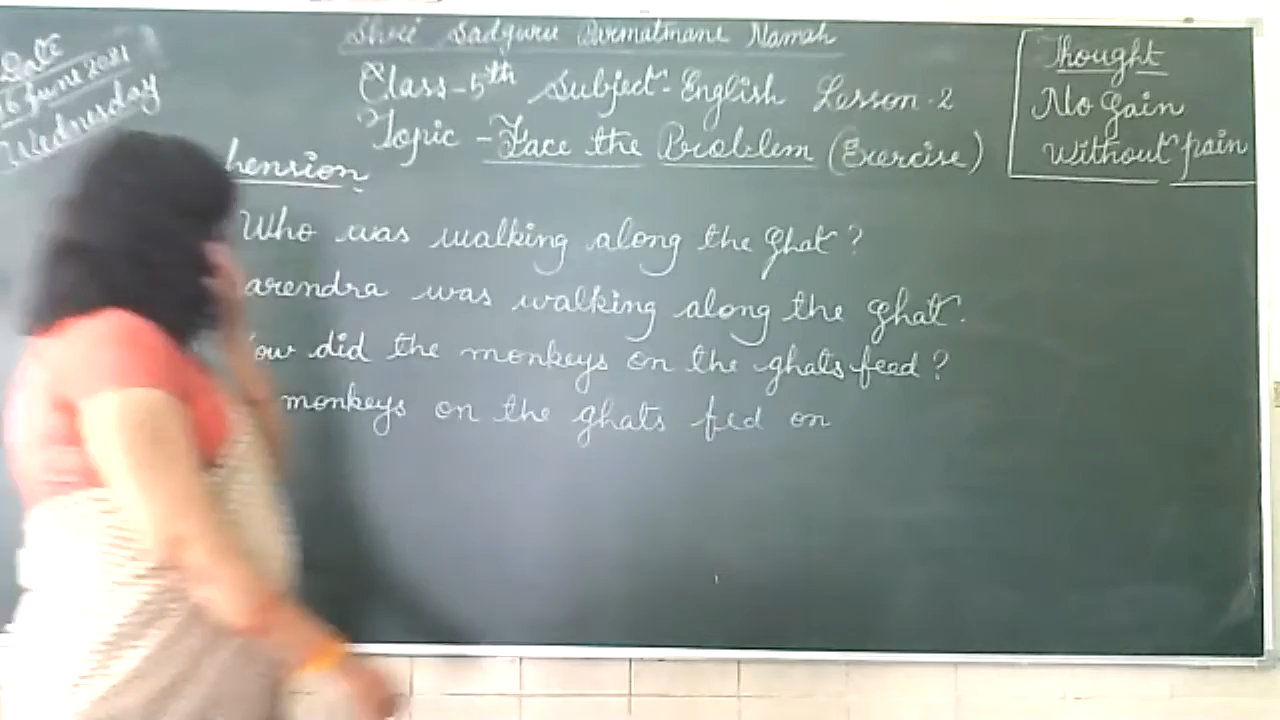 Date
16 June 2021
Wednesday
Shree Sadguru Parmatmane Namah
Class-5th Subject-English Lesson-2
Topic-Face the Problem (Exercise)
Thought
No Gain
without pain
hension
Who was walking along the ghat?
arendra was walking along the ghat.
ow did the monkeys on the ghats feed?
monkeys on the ghats fed on